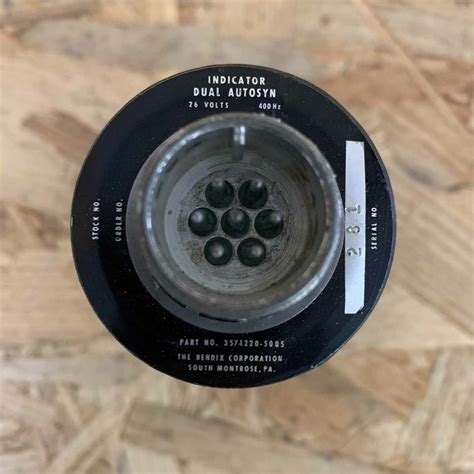 INDICATOR
DUAL AUTOSYN
26 VOLTS 400Hz
STOCK NO.
ORDER NO.
281
SERIAL NO.
PART NO. 3574220-5005
THE BENDIX CORPORATION
SOUTH MONTROSE, PA.